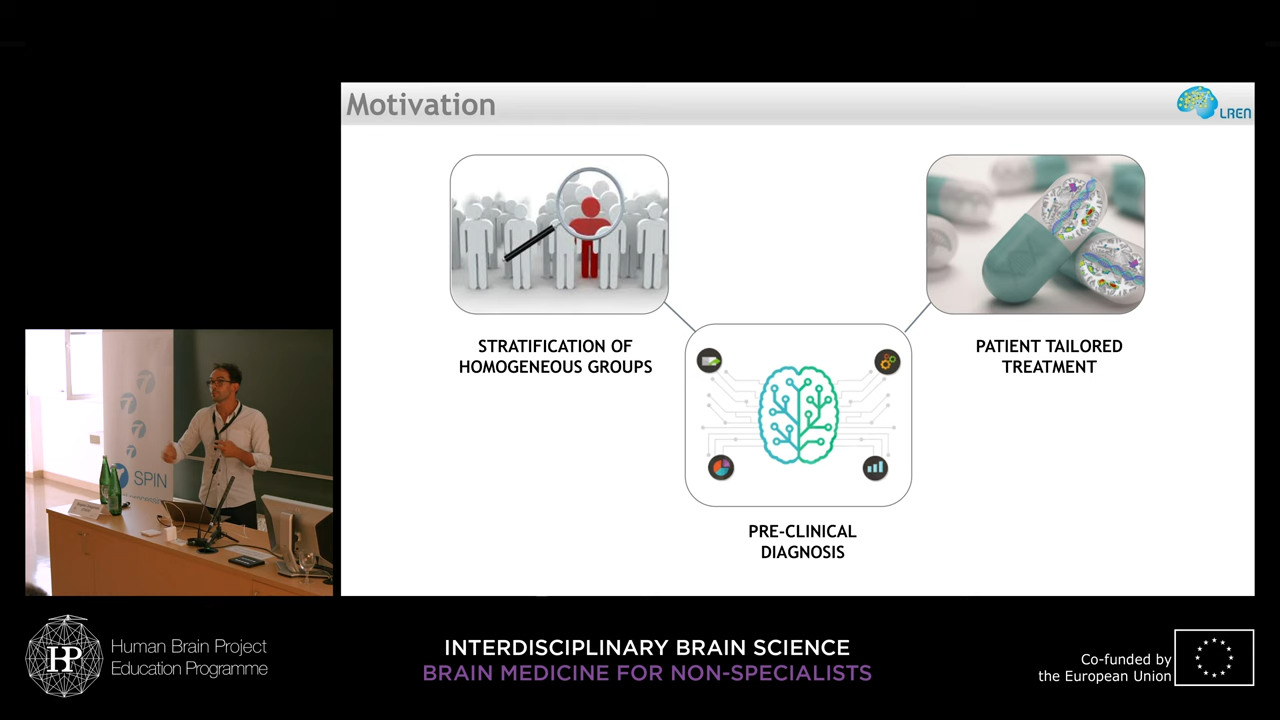 Motivation
LREN
STRATIFICATION OF
HOMOGENEOUS GROUPS
PATIENT TAILORED
TREATMENT
PRE-CLINICAL
DIAGNOSIS
SPIN
HP
Human Brain Project
Education Programme
INTERDISCIPLINARY BRAIN SCIENCE
BRAIN MEDICINE FOR NON-SPECIALISTS
Co-funded by
the European Union